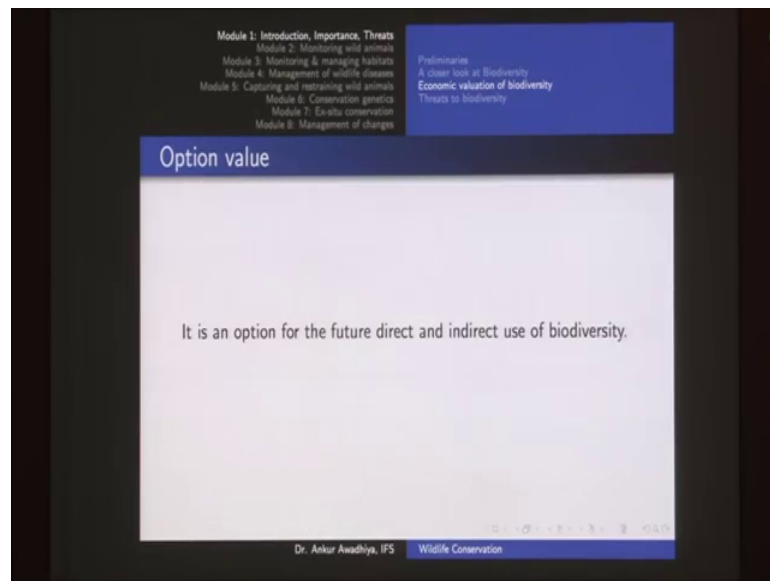 Module 1: Introduction, Importance, Threats
Module 2: Monitoring wild animals
Module 3: Monitoring & managing habitats
Module 4: Management of wildlife diseases
Module 5: Capturing and restraining wild animals
Module 6: Conservation genetics
Module 7: Ex-situ conservation
Module 8: Management of changes
Preliminaries
A closer look at Biodiversity
Economic valuation of biodiversity
Threats to biodiversity
Option value
It is an option for the future direct and indirect use of biodiversity.
Dr. Ankur Awadhiya, IFS
Wildlife Conservation